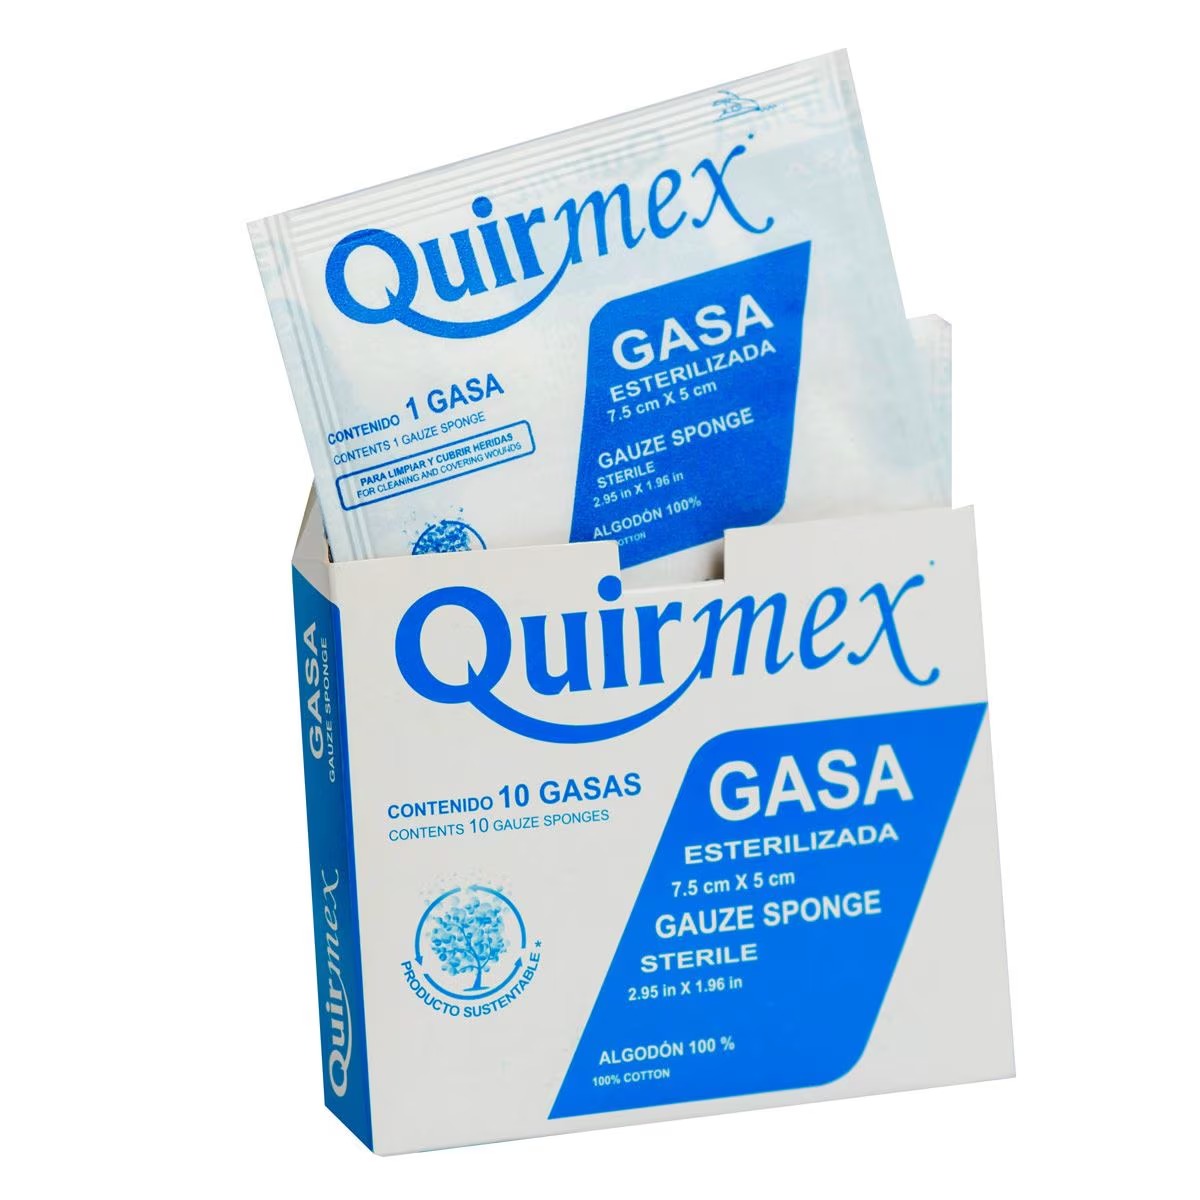 Quirmex
GASA
ESTERILIZADA
7.5 cm X 5 cm
GAUZE SPONGE
STERILE
2.95 in X 1.96 in
ALGODÓN 100%
CONTENIDO 1 GASA
CONTENTS 1 GAUZE SPONGE
PARA LIMPIAR Y CUBRIR HERIDAS
FOR CLEANING AND COVERING WOUNDS
Quirmex
CONTENIDO 10 GASAS
CONTENTS 10 GAUZE SPONGES
PRODUCTO SUSTENTABLE *
GASA
ESTERILIZADA
7.5 cm X 5 cm
GAUZE SPONGE
STERILE
2.95 in X 1.96 in
ALGODÓN 100 %
100% COTTON
GASA
GAUZE SPONGE
Quirmex